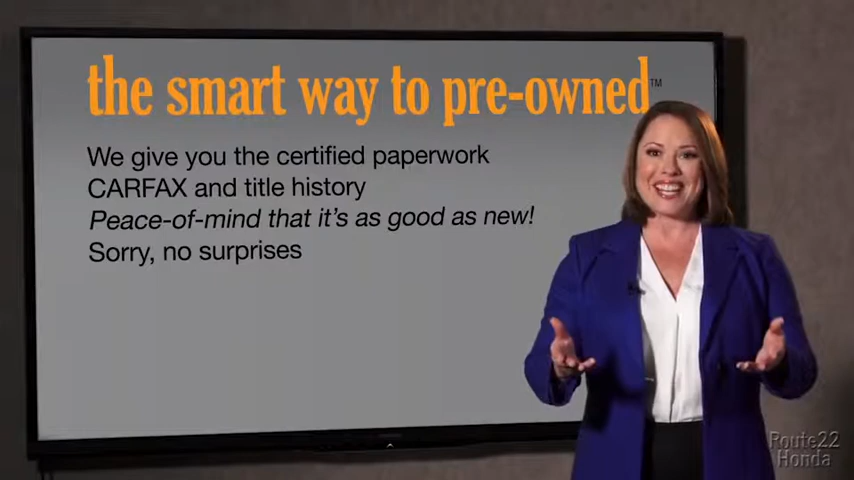 the smart way to pre-owned™
We give you the certified paperwork
CARFAX and title history
Peace-of-mind that it's as good as new!
Sorry, no surprises
Route22
Honda